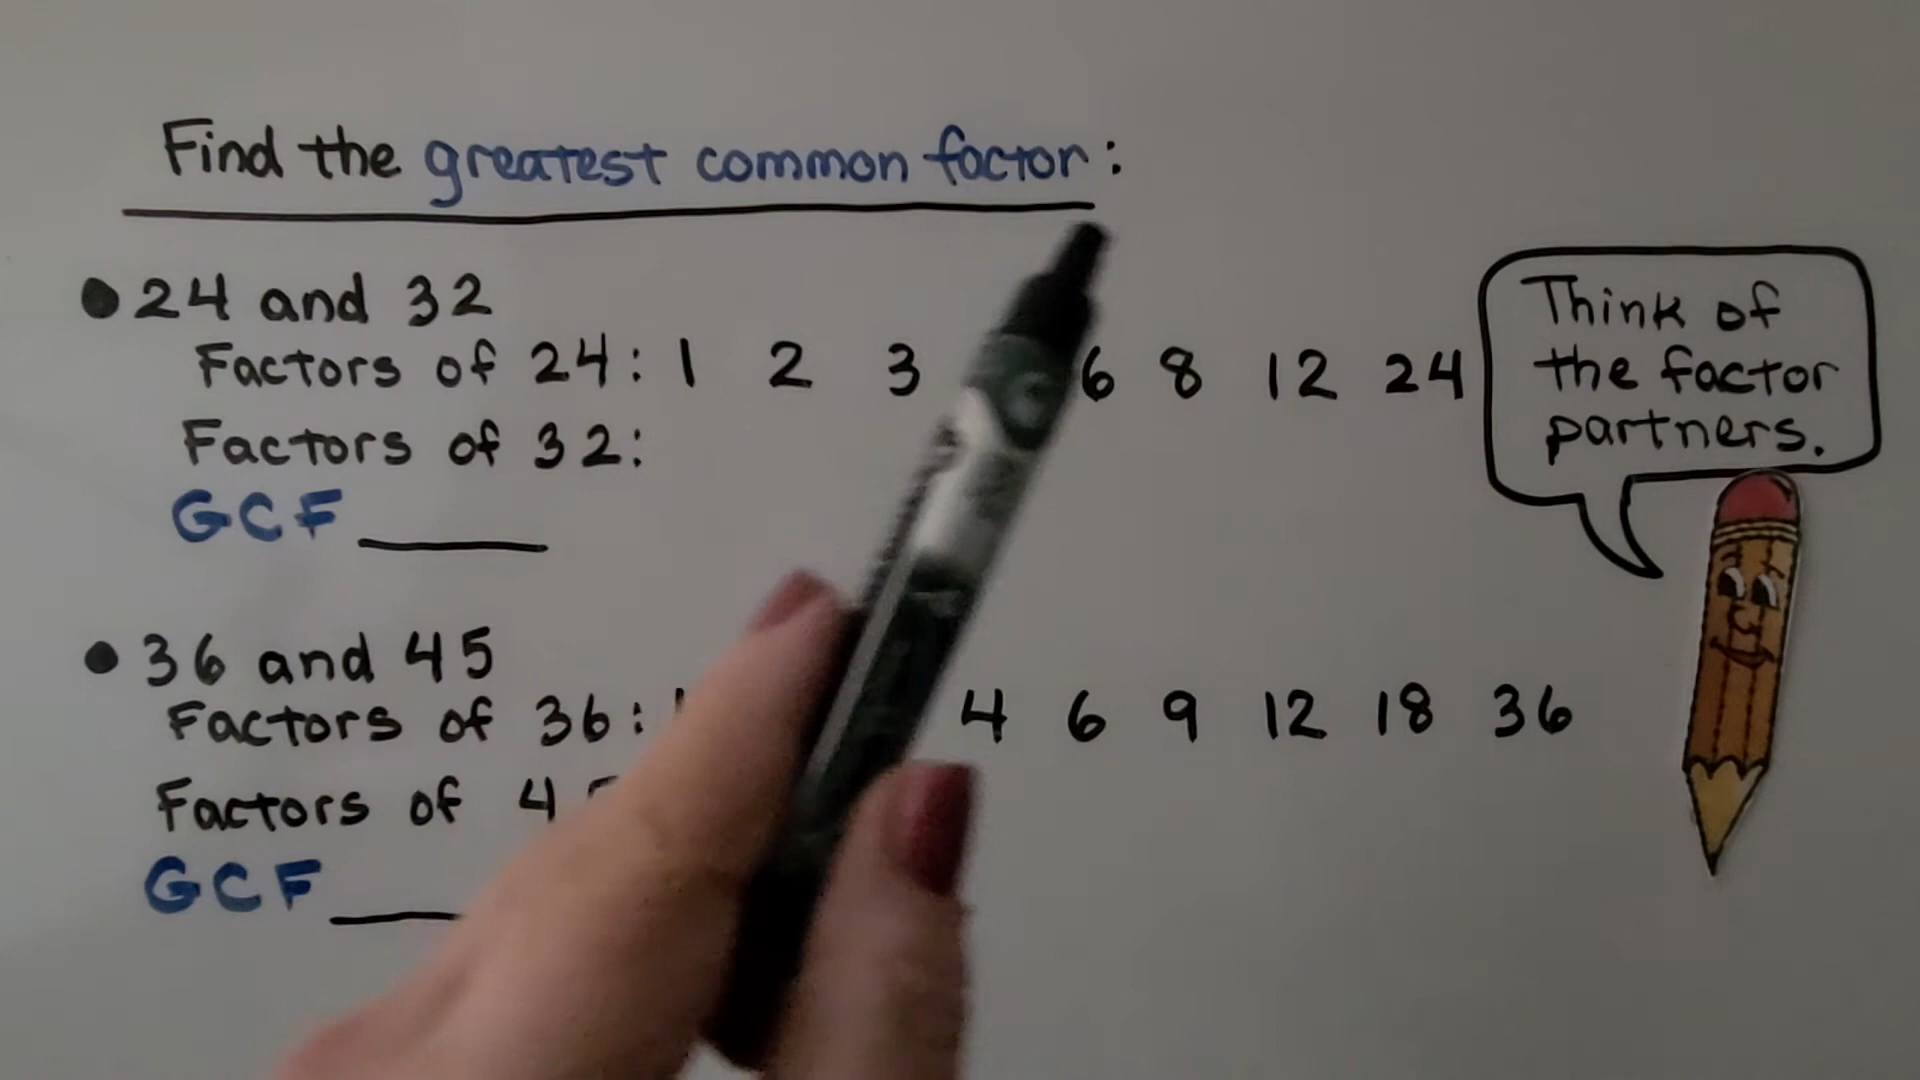 Find the greatest common factor:
24 and 32
Factors of 24: 1 2 3 6 8 12 24
Factors of 32:
GCF
36 and 45
Factors of 36: 4 6 9 12 18 36
Factors of 4
GCF
Think of
the factor
partners.